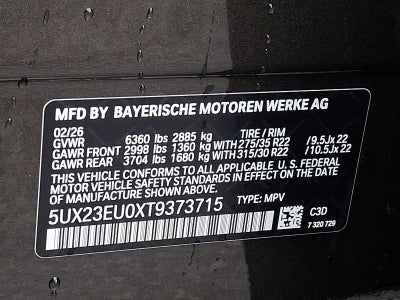 MFD BY BAYERISCHE MOTOREN WERKE AG
02/26
GVWR 6360 lbs 2885 kg TIRE / RIM
GAWR FRONT 2998 lbs 1360 kg WITH 275/35 R22 / 9.5Jx 22
GAWR REAR 3704 lbs 1680 kg WITH 315/30 R22 / 10.5Jx 22
THIS VEHICLE CONFORMS TO ALL APPLICABLE U. S. FEDERAL
MOTOR VEHICLE SAFETY STANDARDS IN EFFECT ON THE DATE
OF MANUFACTURE SHOWN ABOVE.
5UX23EU0XT9373715 TYPE: MPV
C3D
7 320 729